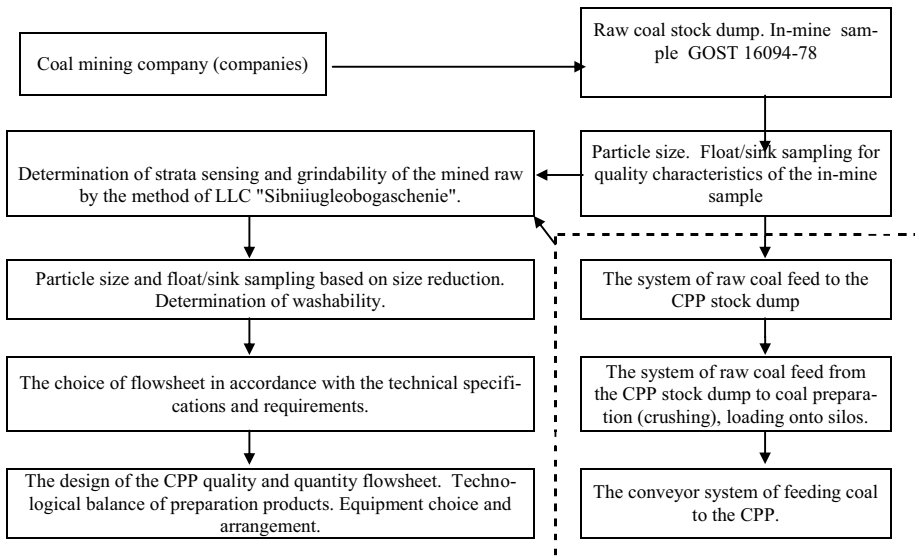 Raw coal stock dump. In-mine sam-
ple GOST 16094-78
Coal mining company (companies)
Determination of strata sensing and grindability of the mined raw
by the method of LLC "Sibniiugleobogaschenie".
Particle size. Float/sink sampling for
quality characteristics of the in-mine
sample
Particle size and float/sink sampling based on size reduction.
Determination of washability.
The system of raw coal feed to the
CPP stock dump
The choice of flowsheet in accordance with the technical specifi-
cations and requirements.
The system of raw coal feed from
the CPP stock dump to coal prepara-
tion (crushing), loading onto silos.
The design of the CPP quality and quantity flowsheet. Techno-
logical balance of preparation products. Equipment choice and
arrangement.
The conveyor system of feeding coal
to the CPP.